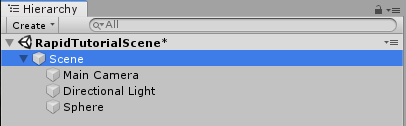 Hierarchy
Create All
RapidTutorialScene*
Scene
Main Camera
Directional Light
Sphere